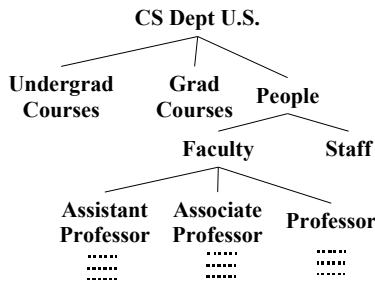 CS Dept U.S.
Undergrad
Courses
Grad
Courses
People
Faculty
Staff
Assistant
Professor
Associate
Professor
Professor